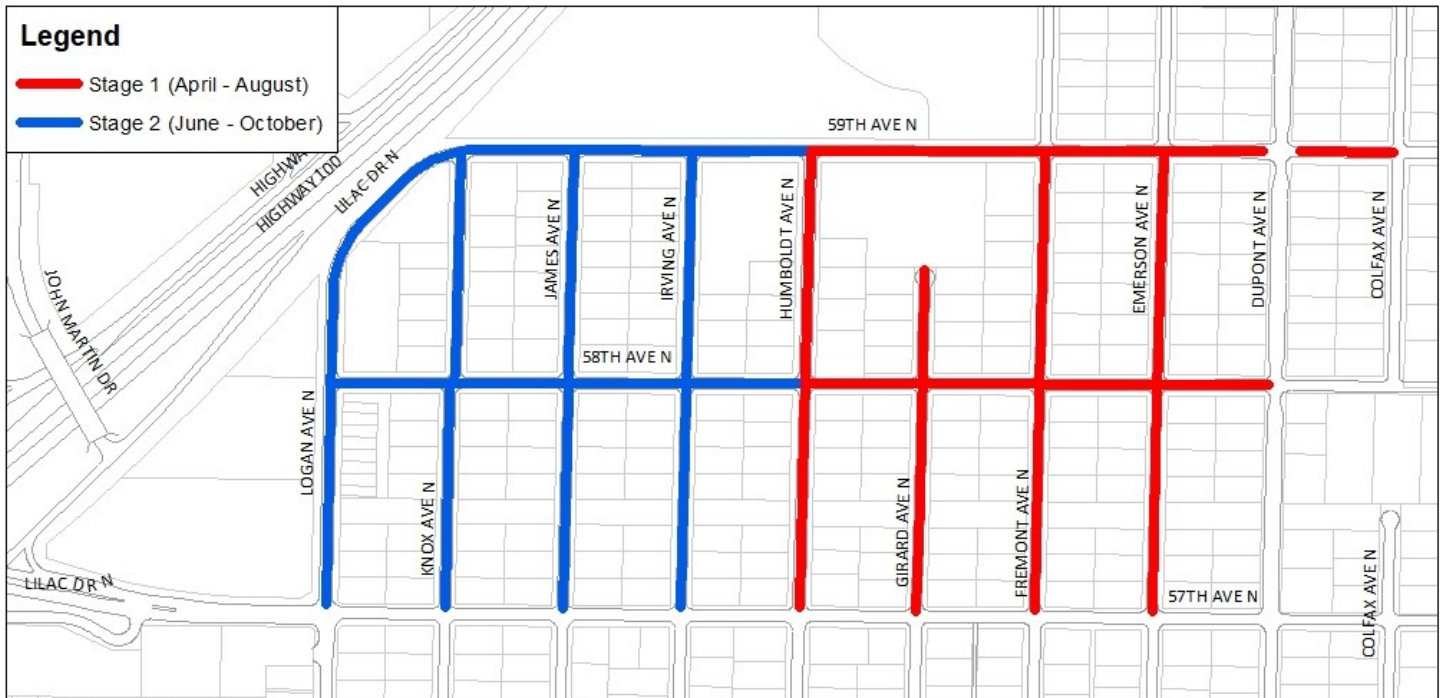 Legend
Stage 1 (April - August)
Stage 2 (June - October)
59TH AVE N
HIGHWA
HIGHWAY 100
LILAC DR N
JOHN MARTIN DR
JAMES AVE N
IRVING AVE N
HUMBOLDT AVE N
EMERSON AVE N
DUPONT AVE N
COLFAX AVE N
58TH AVE N
LOGAN AVE N
KNOX AVE N
GIRARD AVE N
FREMONT AVE N
LILAC DR N
57TH AVE N
COLFAX AVE N